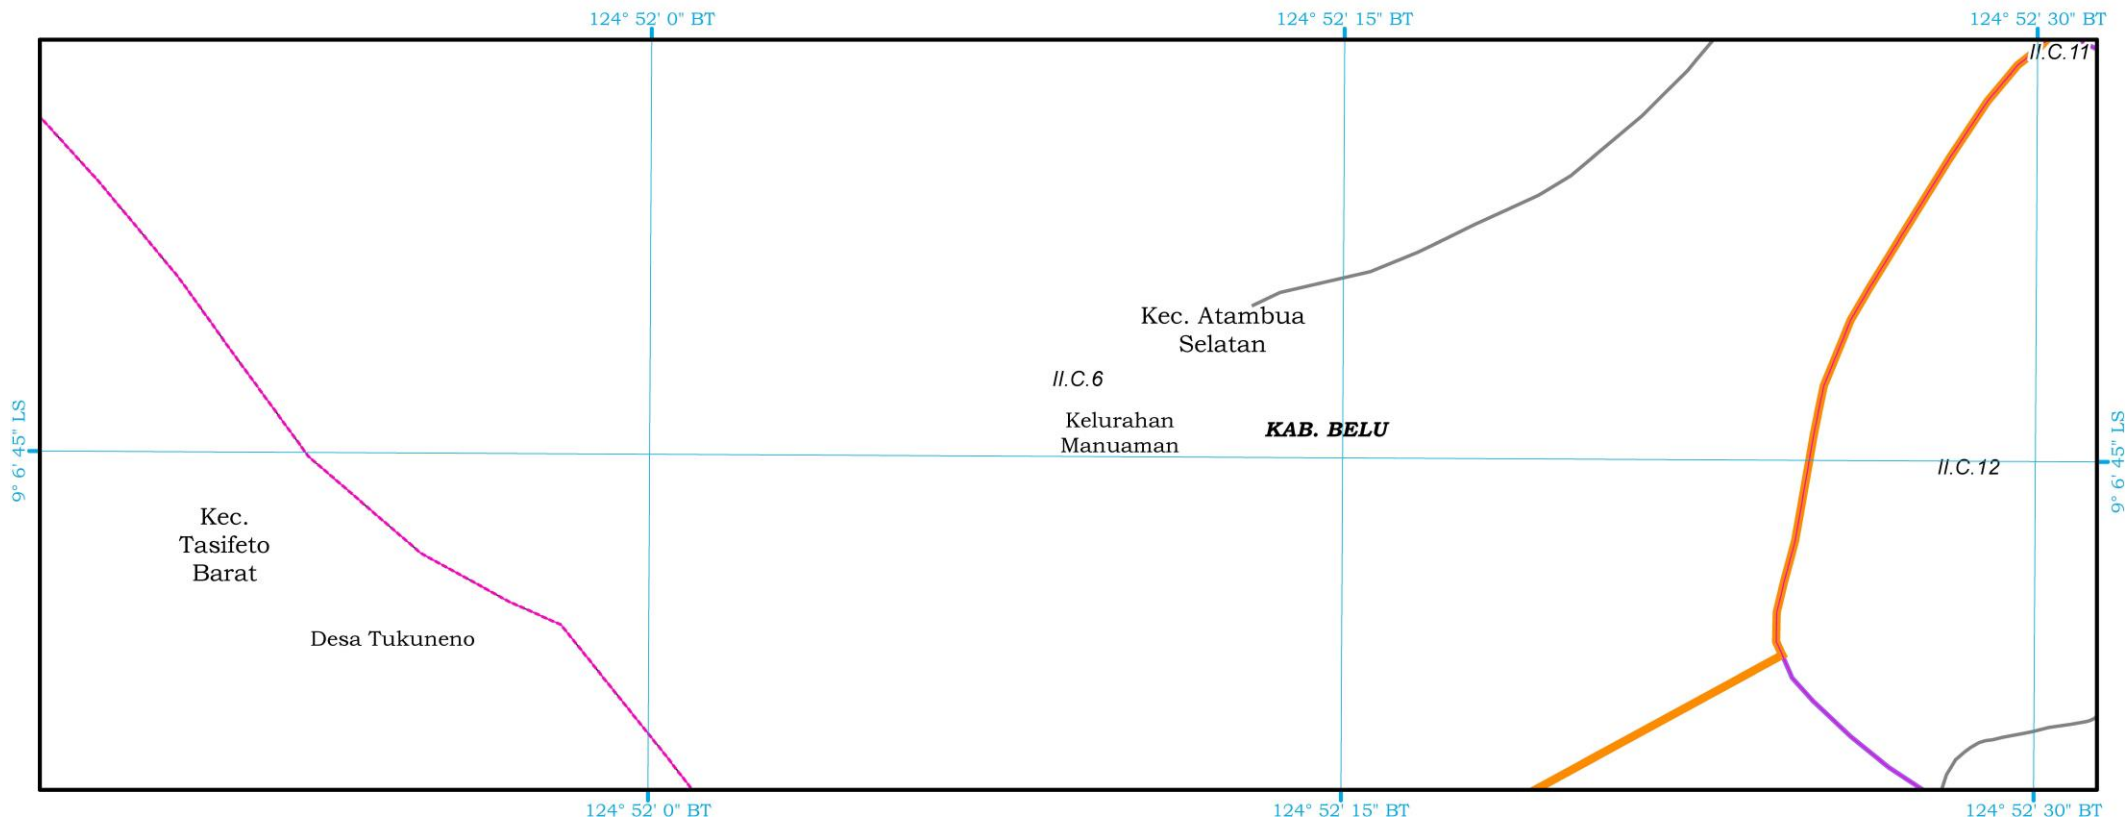 124° 52' 0" BT
124° 52' 15" BT
124° 52' 30" BT
II.C.11
Kec. Atambua
Selatan
II.C.6
Kelurahan
Manuaman
KAB. BELU
9° 6' 45" LS
9° 6' 45" LS
II.C.12
Kec.
Tasifeto
Barat
Desa Tukuneno
124° 52' 0" BT
124° 52' 15" BT
124° 52' 30" BT